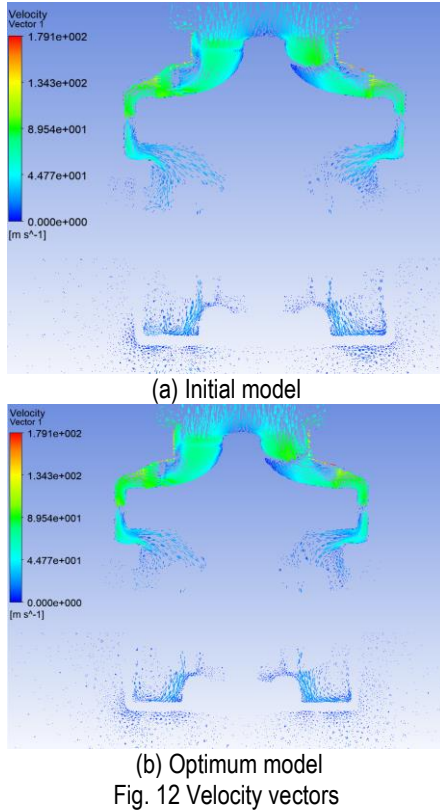 Velocity
Vector 1
1.791e+002
1.343e+002
8.954e+001
4.477e+001
0.000e+000
[m s^-1]
(a) Initial model
Velocity
Vector 1
1.791e+002
1.343e+002
8.954e+001
4.477e+001
0.000e+000
[m s^-1]
(b) Optimum model
Fig. 12 Velocity vectors